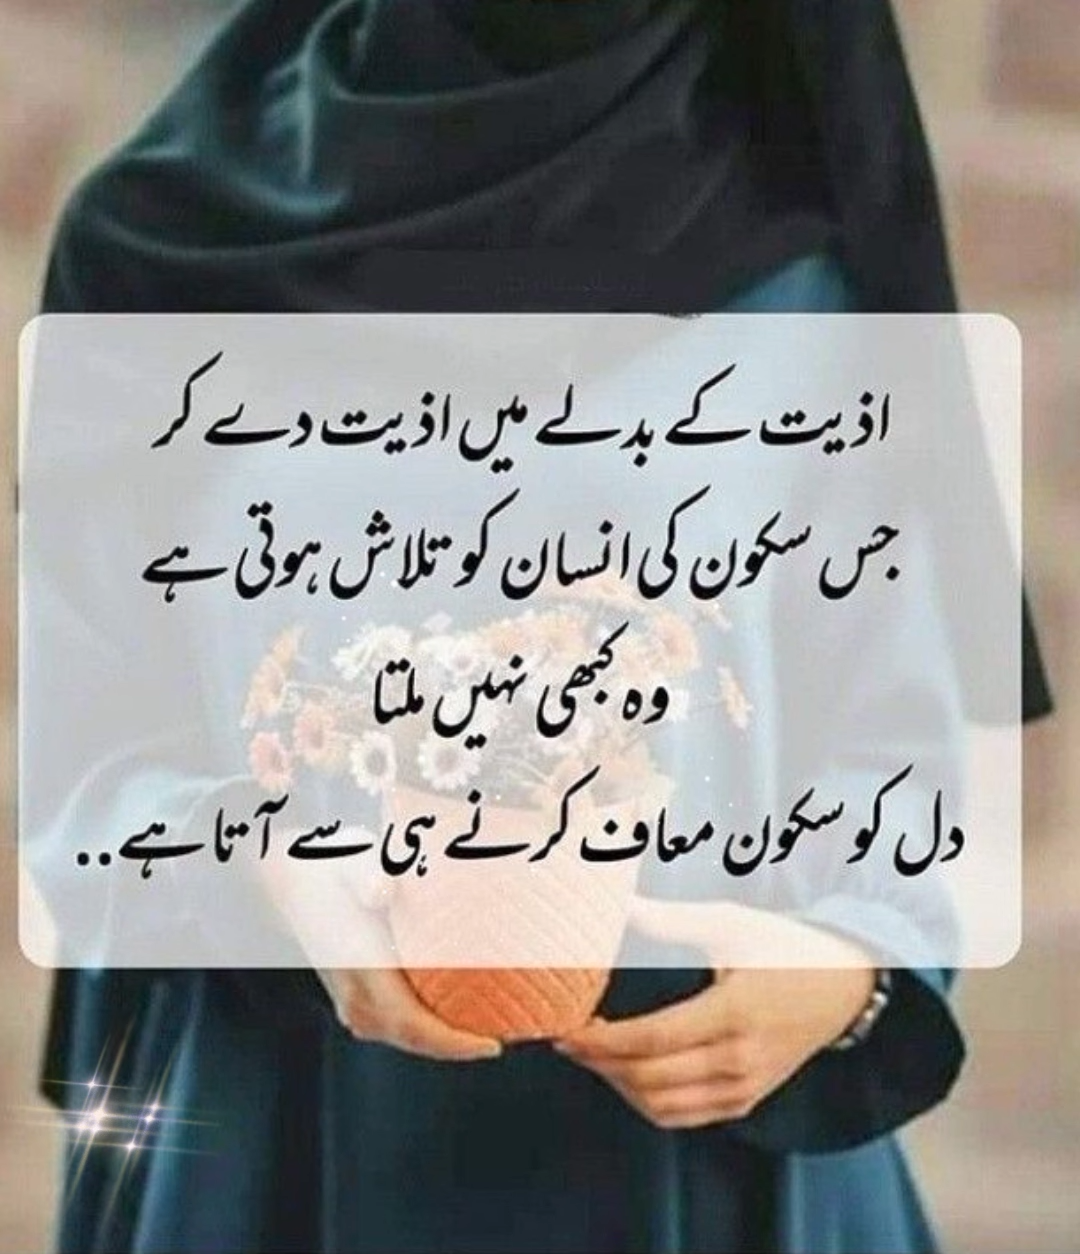 اذیت کے بدلے میں اذیت دے کر
جس سکون کی انسان کو تلاش ہوتی ہے
وہ کبھی نہیں ملتا
دل کو سکون معاف کرنے ہی سے آتا ہے..